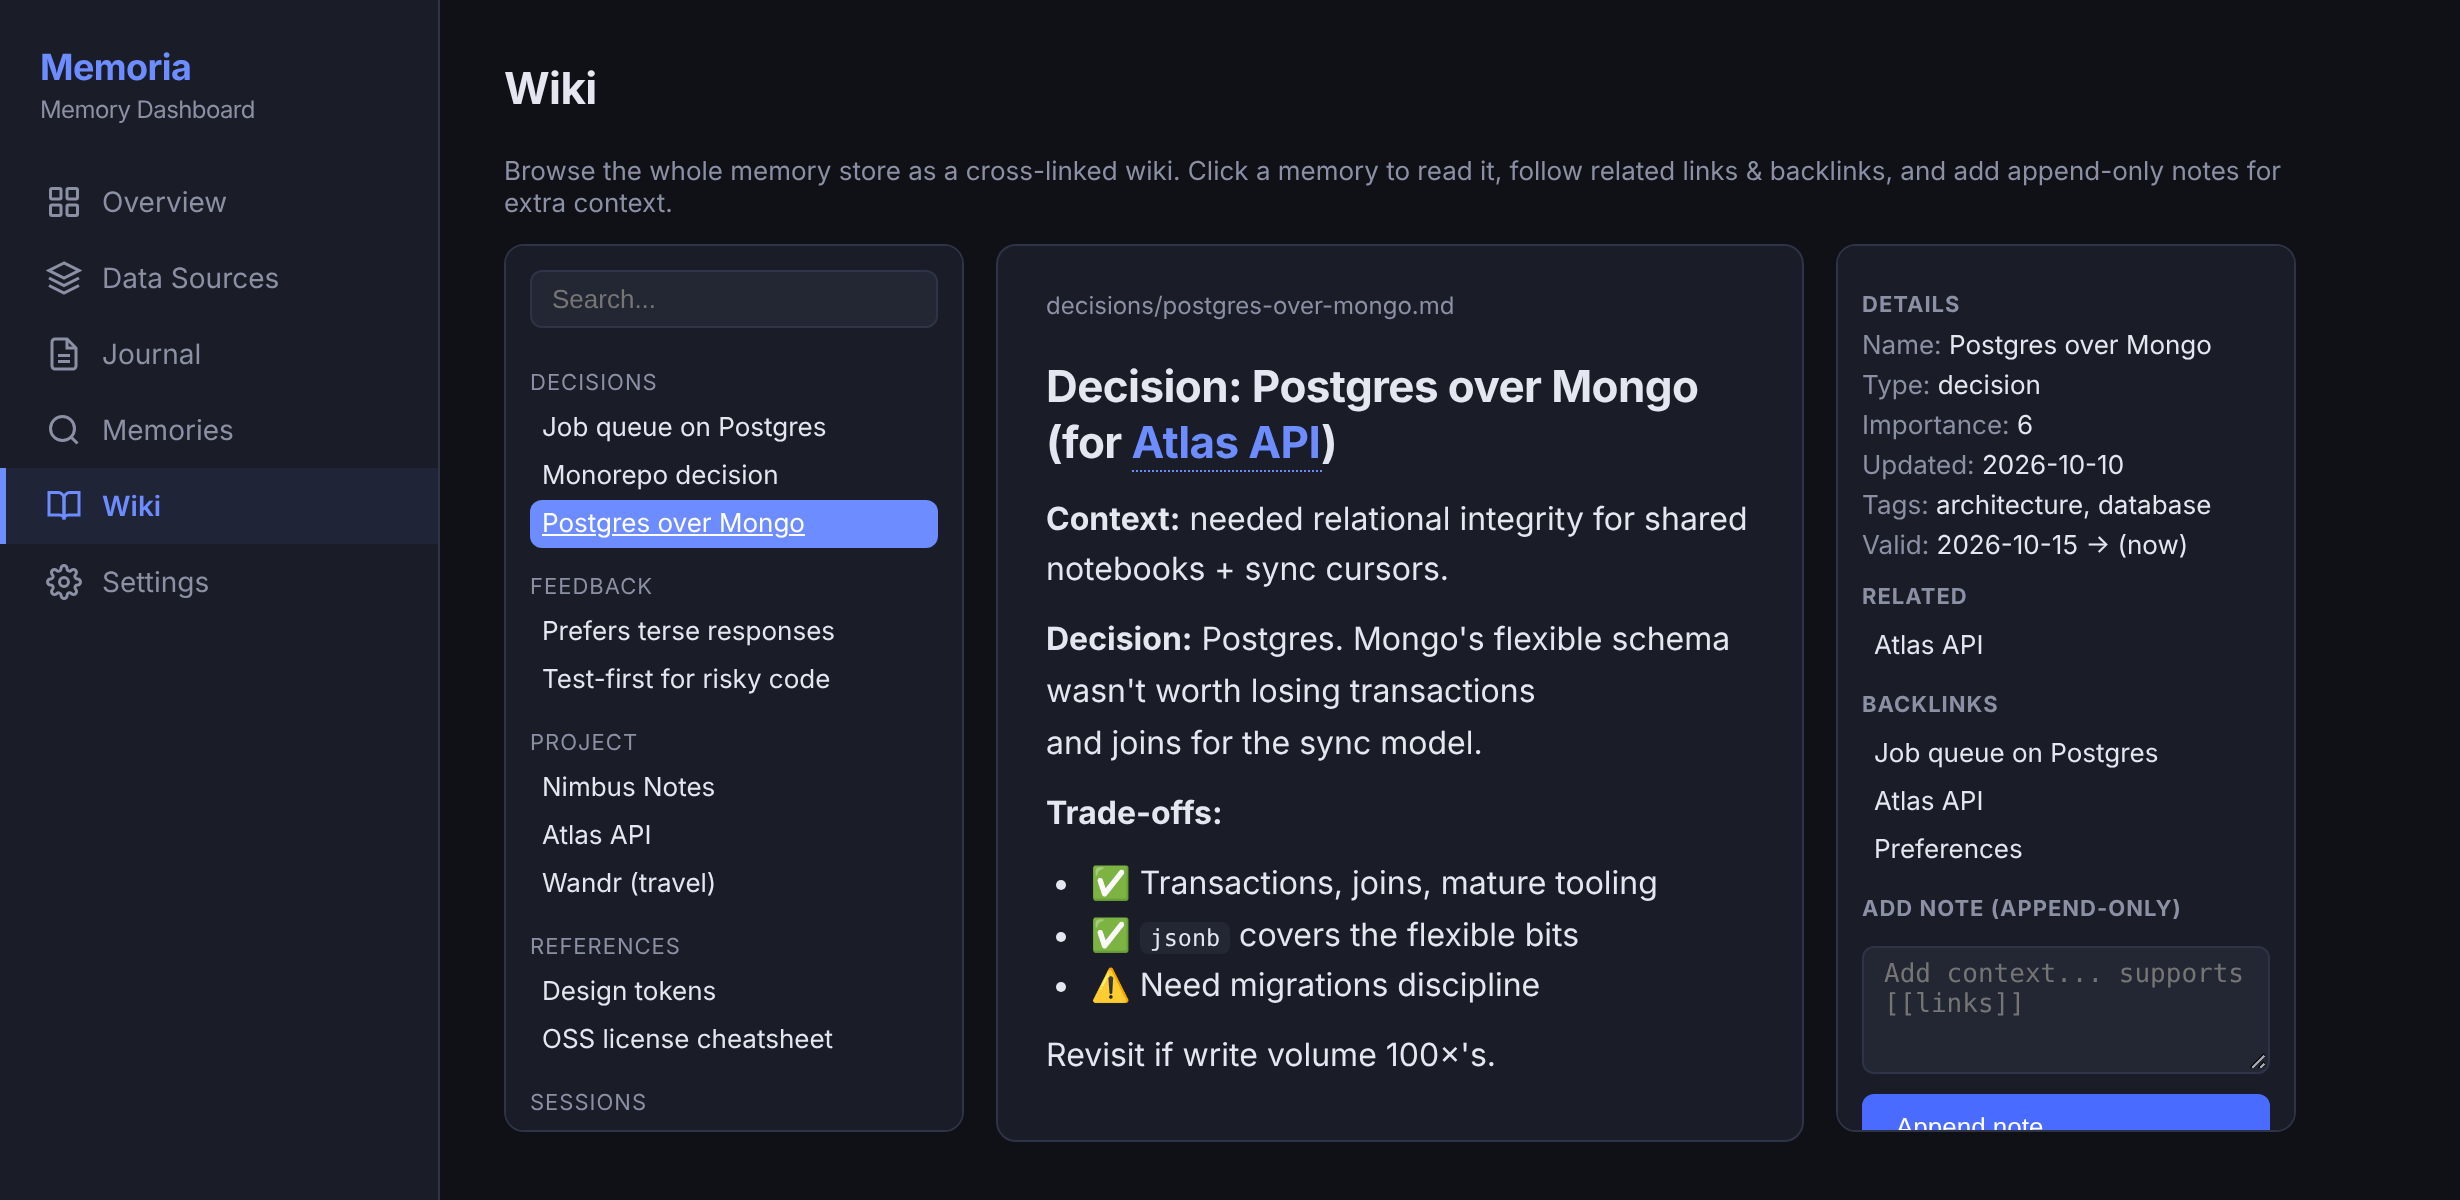 Memoria
Memory Dashboard
Overview
Data Sources
Journal
Memories
Wiki
Settings
Wiki
Browse the whole memory store as a cross-linked wiki. Click a memory to read it, follow related links & backlinks, and add append-only notes for
extra context.
Search...
DECISIONS
Job queue on Postgres
Monorepo decision
Postgres over Mongo
FEEDBACK
Prefers terse responses
Test-first for risky code
PROJECT
Nimbus Notes
Atlas API
Wandr (travel)
REFERENCES
Design tokens
OSS license cheatsheet
SESSIONS
decisions/postgres-over-mongo.md
Decision: Postgres over Mongo
(for Atlas API)
Context: needed relational integrity for shared
notebooks + sync cursors.
Decision: Postgres. Mongo's flexible schema
wasn't worth losing transactions
and joins for the sync model.
Trade-offs:
• ✅ Transactions, joins, mature tooling
• ✅ jsonb covers the flexible bits
• ⚠️ Need migrations discipline
Revisit if write volume 100×'s.
DETAILS
Name: Postgres over Mongo
Type: decision
Importance: 6
Updated: 2026-10-10
Tags: architecture, database
Valid: 2026-10-15 → (now)
RELATED
Atlas API
BACKLINKS
Job queue on Postgres
Atlas API
Preferences
ADD NOTE (APPEND-ONLY)
Add context... supports
[[links]]
Append note